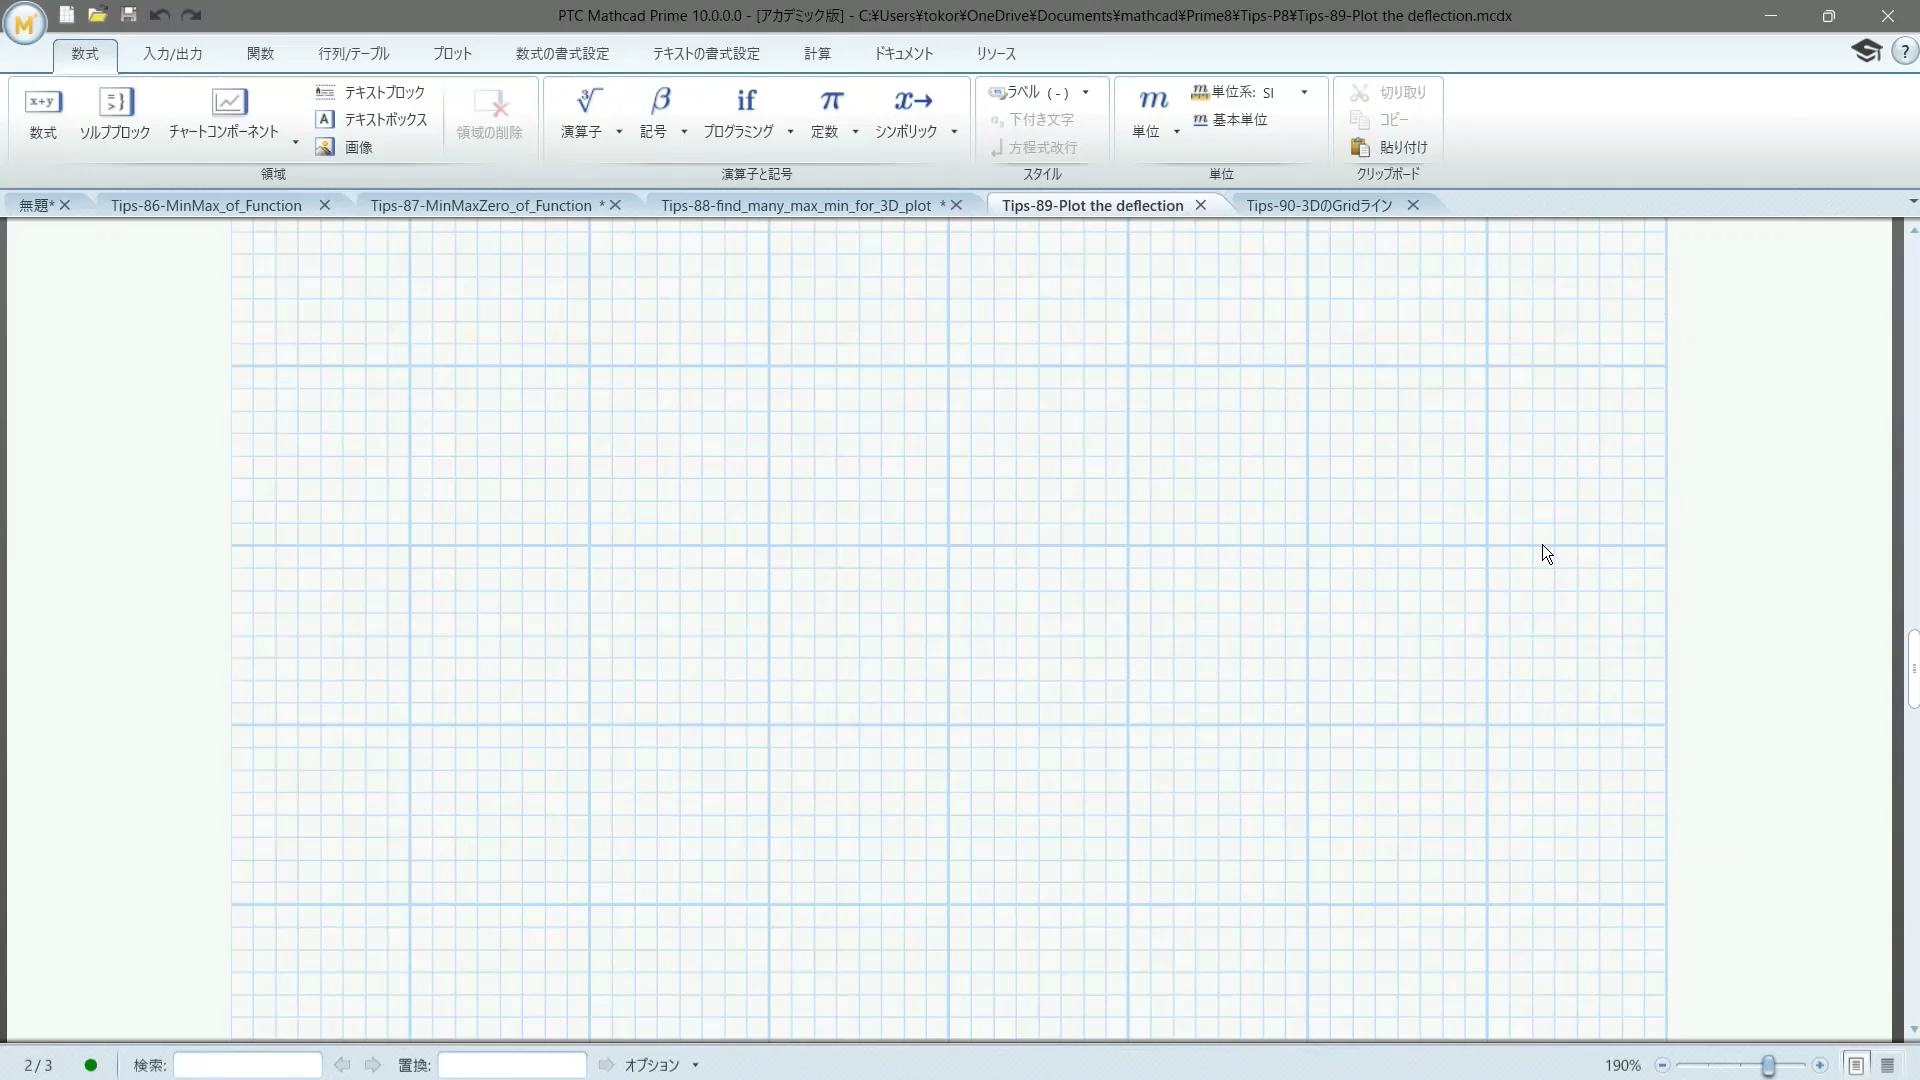 PTC Mathcad Prime 10.0.0.0 - [アカデミック版] - C:¥Users¥tokor¥OneDrive¥Documents¥mathcad¥Prime8¥Tips-P8¥Tips-89-Plot the deflection.mcdx
数式 入力/出力 関数 行列/テーブル プロット 数式の書式設定 テキストの書式設定 計算 ドキュメント リソース
x+y 数式
ソルブブロック
チャートコンポーネント
テキストブロック
テキストボックス
画像
領域の削除
領域
演算子
β 記号
if プログラミング
π 定数
x→ シンボリック
演算子と記号
ラベル (-)
下付き文字
方程式改行
スタイル
m 単位
単位系: SI
基本単位
単位
切り取り
コピー
貼り付け
クリップボード
無題* Tips-86-MinMax_of_Function Tips-87-MinMaxZero_of_Function * Tips-88-find_many_max_min_for_3D_plot * Tips-89-Plot the deflection Tips-90-3DのGridライン
2 / 3 検索: 置換: オプション 190%